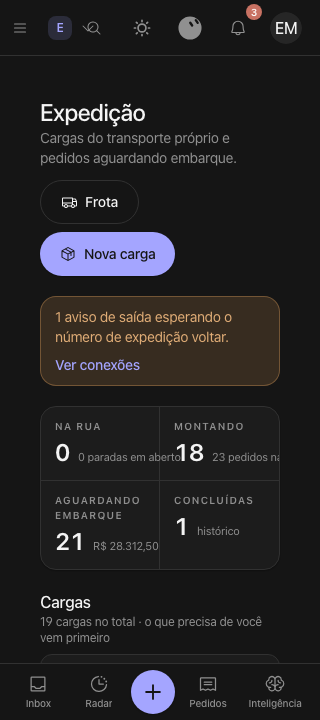 E
3
EM
Expedição
Cargas do transporte próprio e
pedidos aguardando embarque.
Frota
Nova carga
1 aviso de saída esperando o
número de expedição voltar.
Ver conexões
NA RUA
0 0 paradas em aberto
MONTANDO
18 23 pedidos na
AGUARDANDO
EMBARQUE
21 R$ 28.312,50
CONCLUÍDAS
1 histórico
Cargas
19 cargas no total · o que precisa de você
vem primeiro
Inbox
Radar
Pedidos
Inteligência